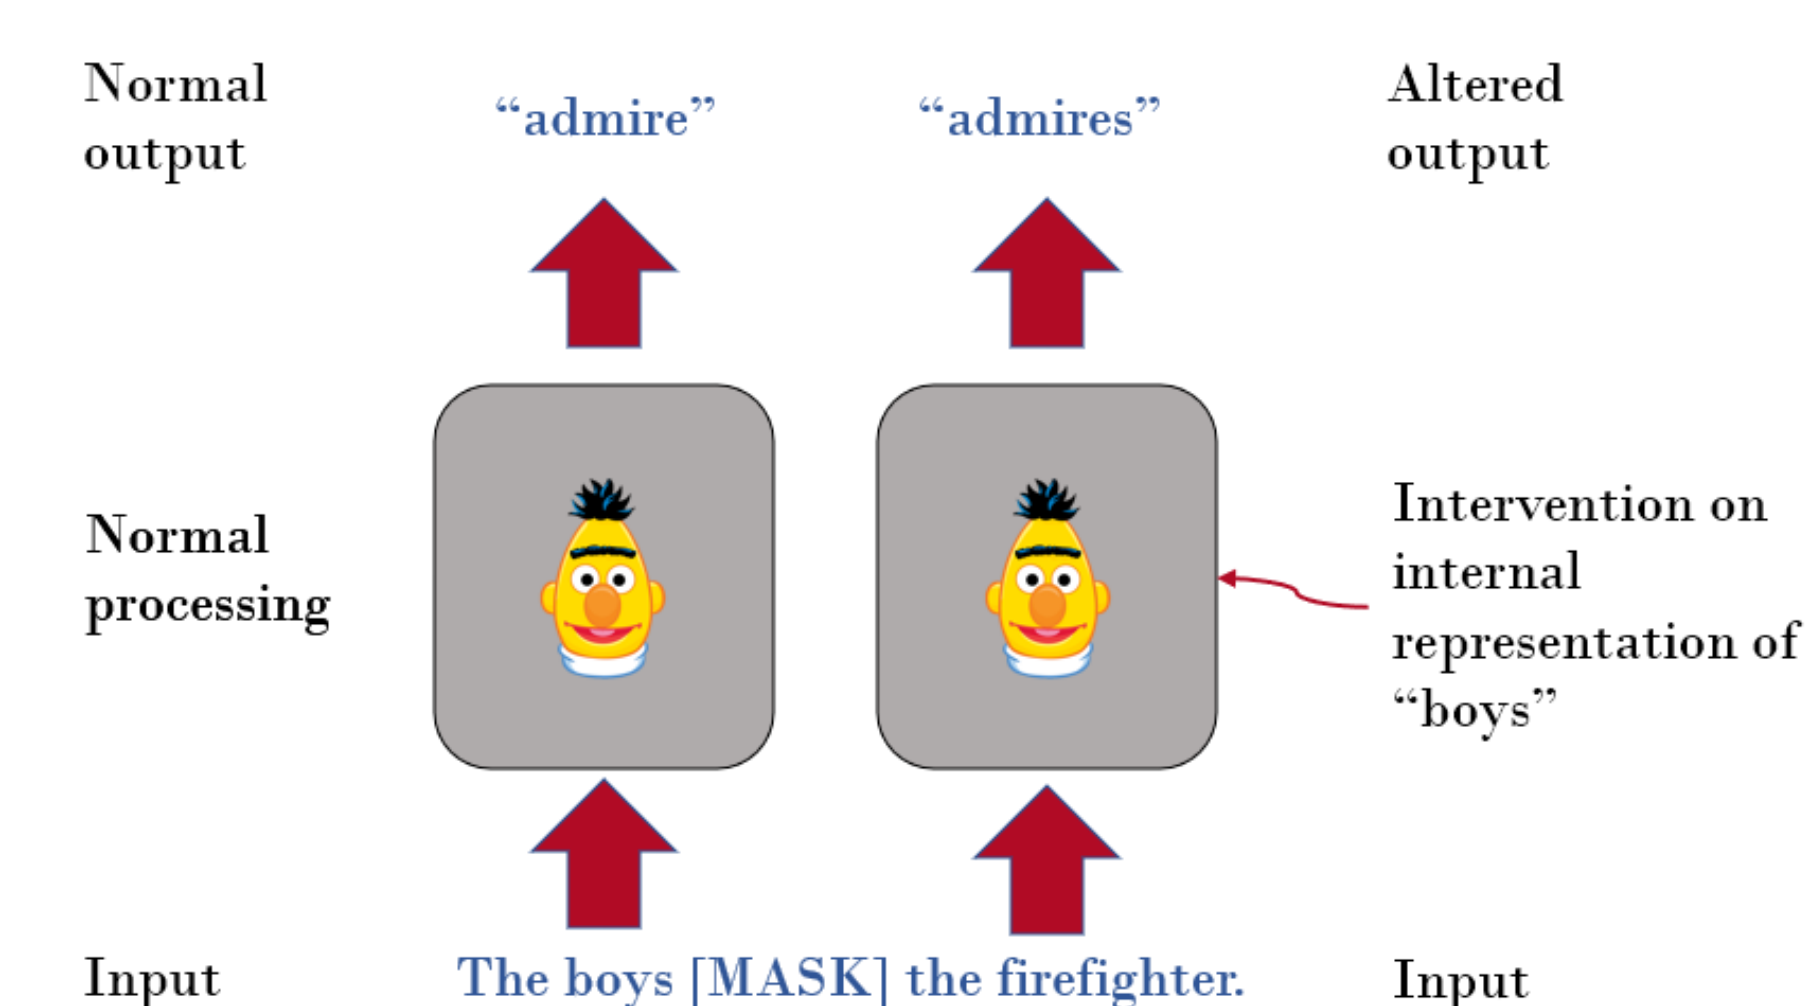 Normal
output
“admire”
“admires”
Altered
output
Normal
processing
Intervention on
internal
representation of
“boys”
Input
The boys [MASK] the firefighter.
Input